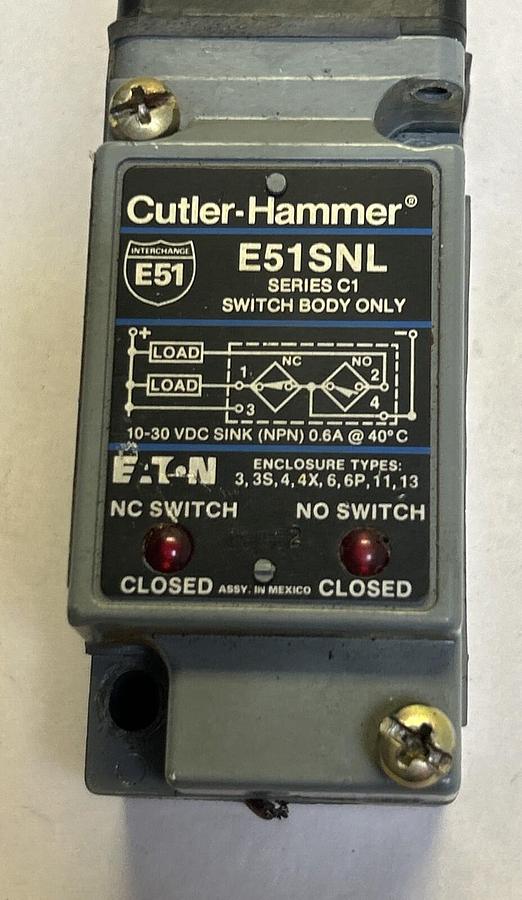 Cutler-Hammer®
INTERCHANGE
E51
E51SNL
SERIES C1
SWITCH BODY ONLY
+ −
LOAD
LOAD
NC NO
1 2
3 4
10-30 VDC SINK (NPN) 0.6A @ 40°C
EATON
ENCLOSURE TYPES:
3, 3S, 4, 4X, 6, 6P, 11, 13
NC SWITCH NO SWITCH
CLOSED ASSY. IN MEXICO CLOSED